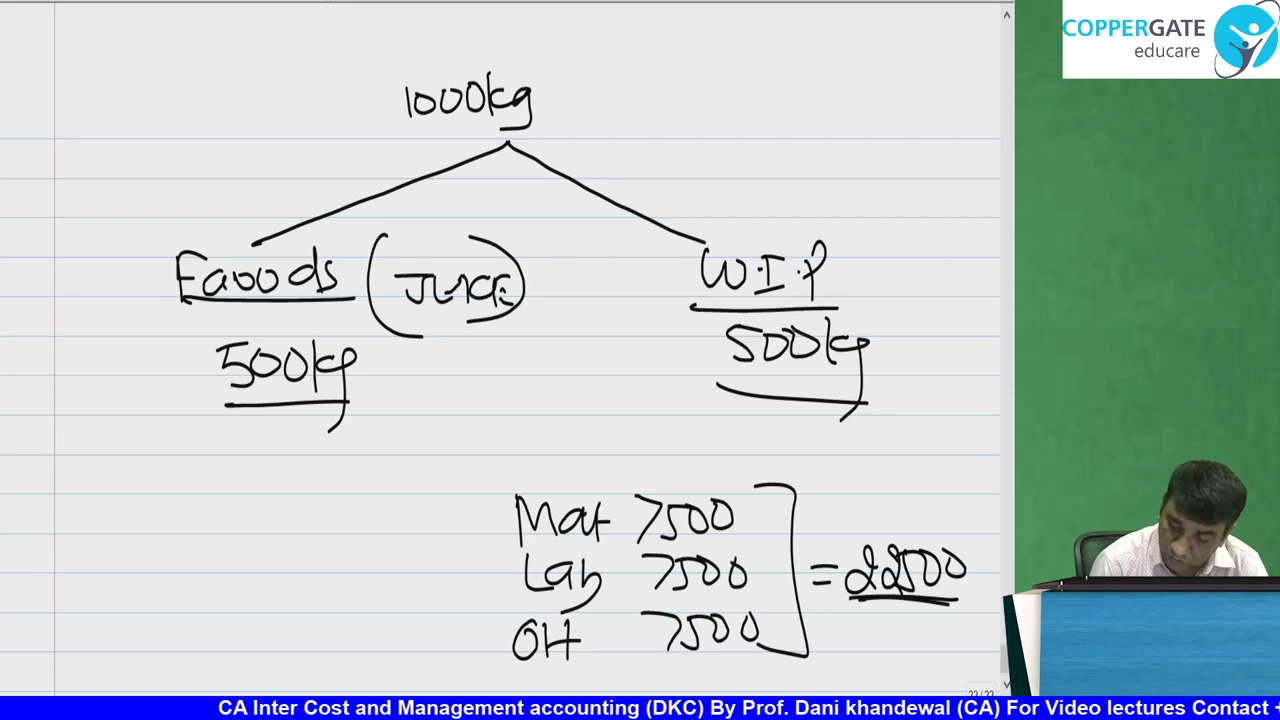 COPPERGATE
educare
1000kg
Fgoods (Juice) W.I.P
500kg 500kg
Mat 7500
Lab 7500 = 22500
OH 7500
CA Inter Cost and Management accounting (DKC) By Prof. Dani khandewal (CA) For Video lectures Contact